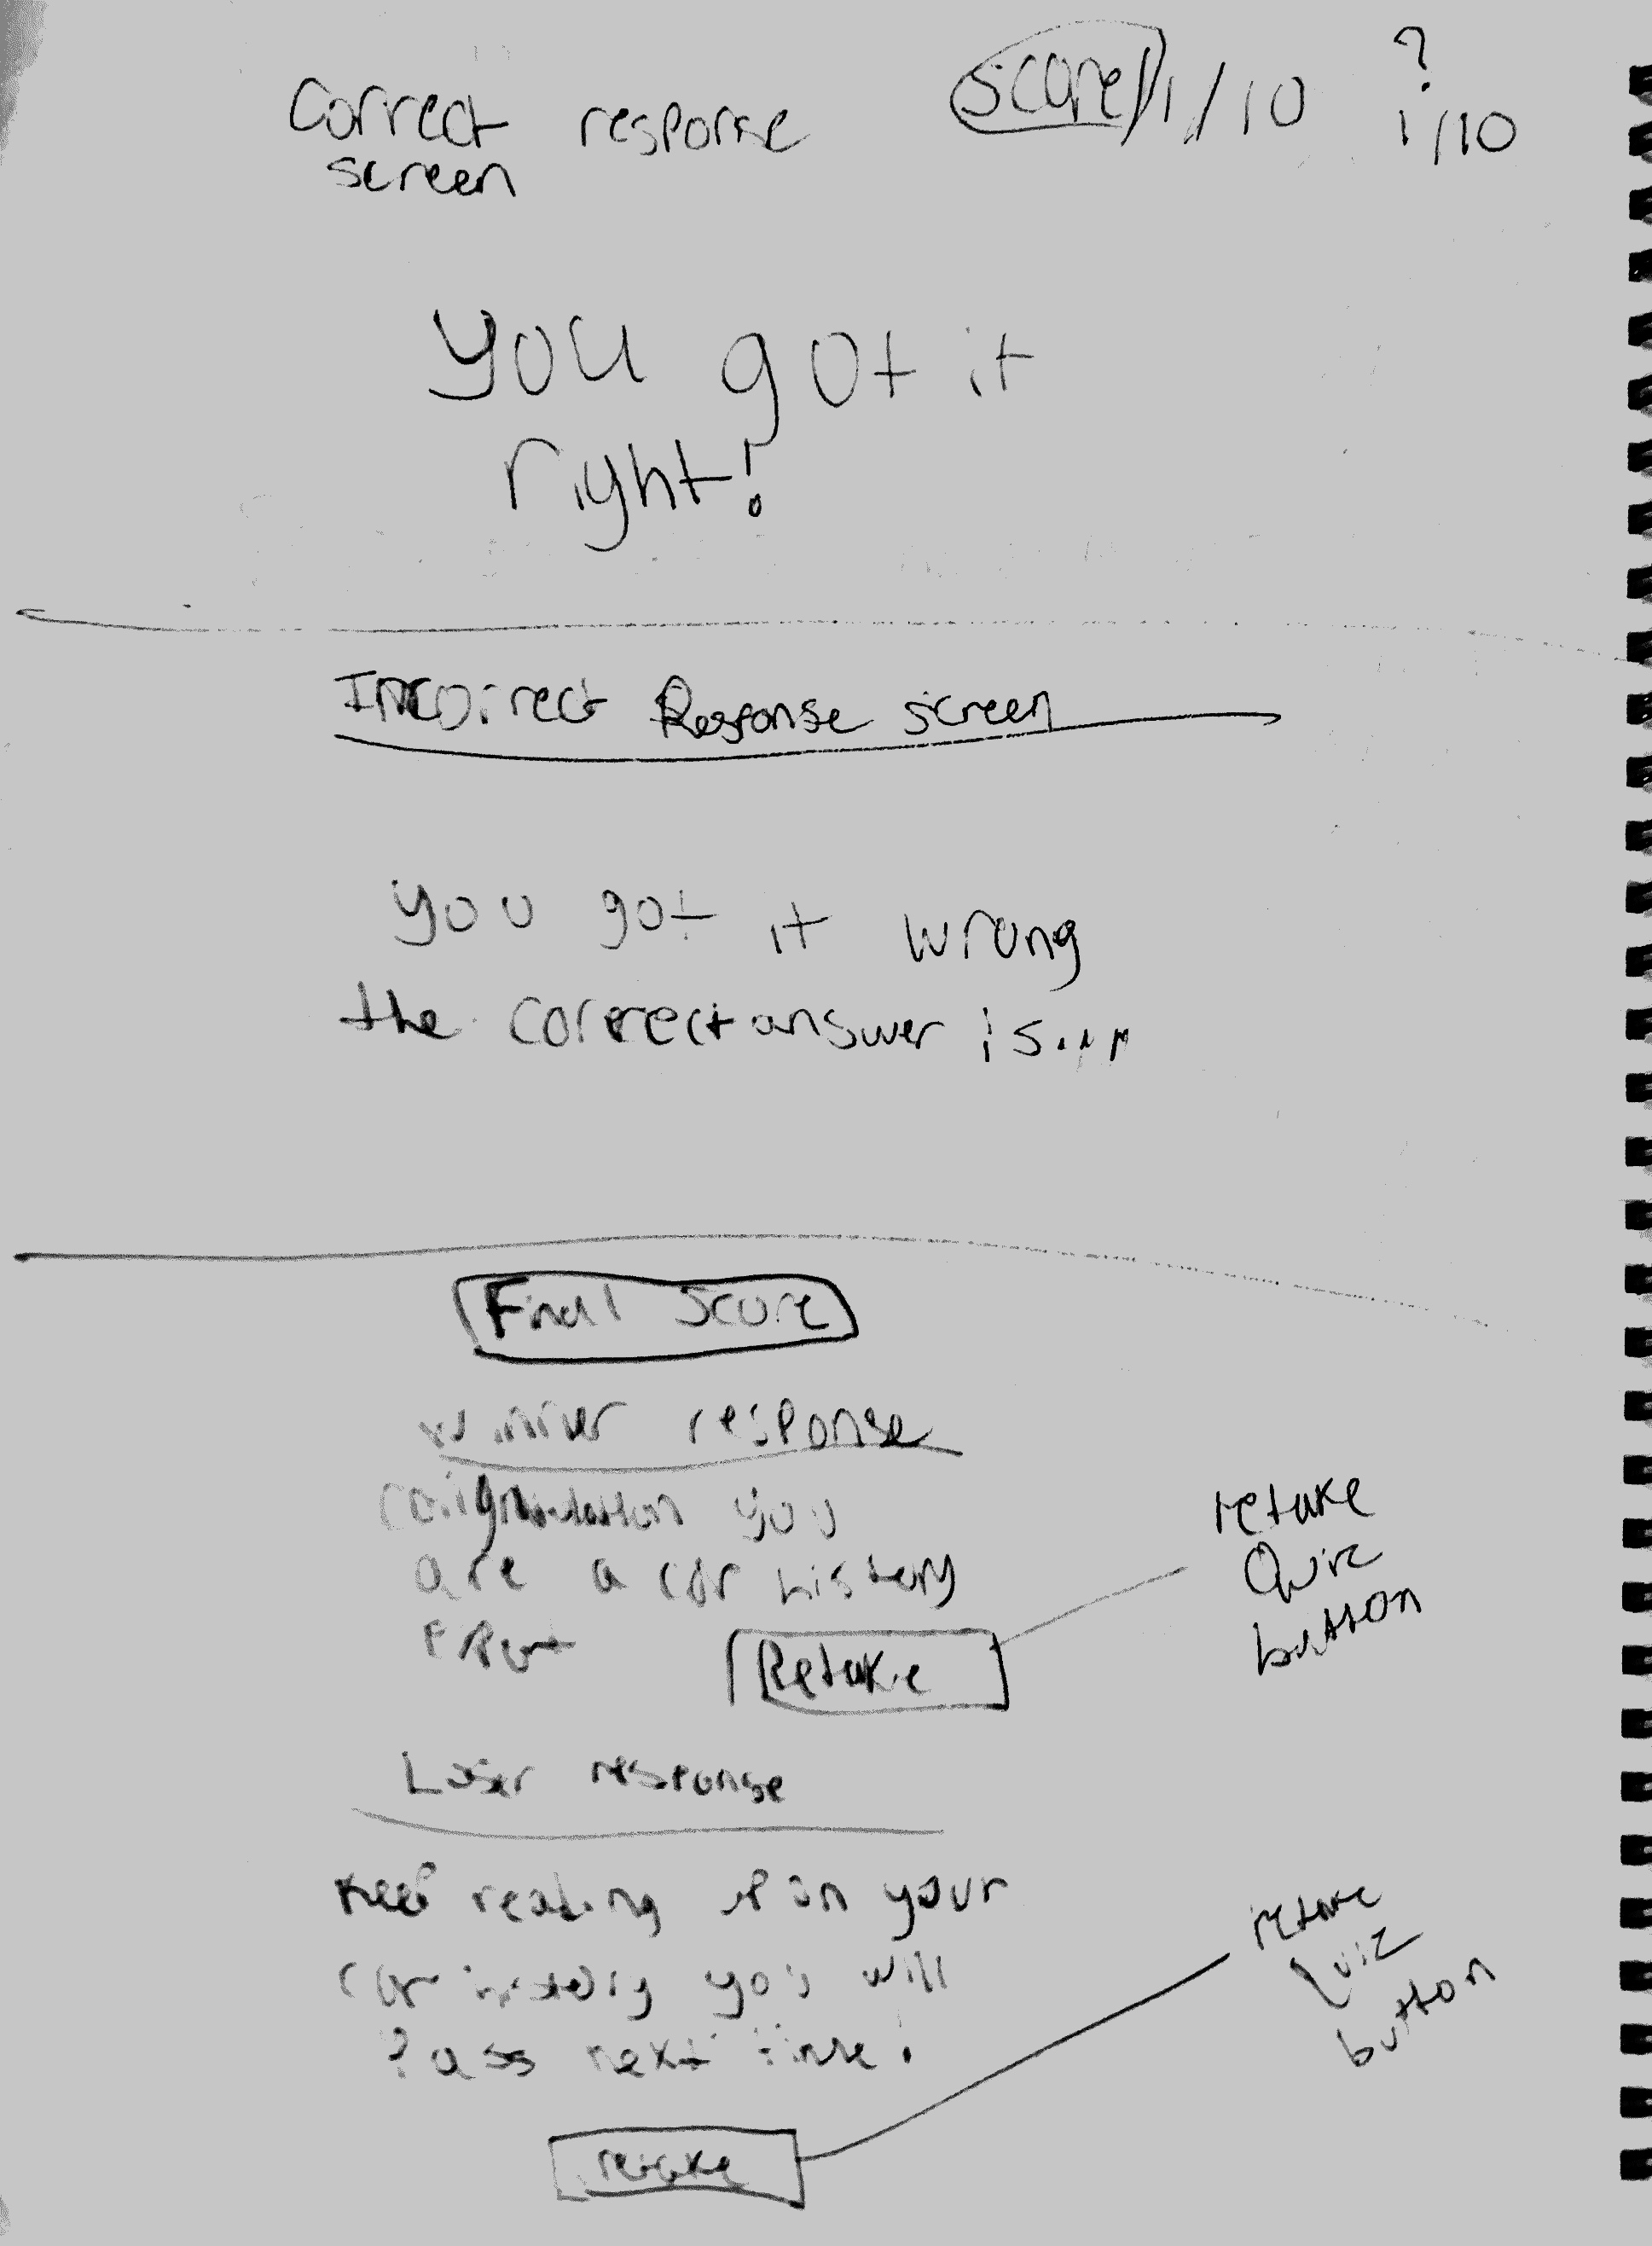 Correct response
screen
score 1/10
?
1/10
you got it
right!
Incorrect Response screen
you got it wrong
the correct answer is....
Final Score
winner response
you
are a car history
retake
Quiz
button
Retake
Loser response
keep reading up on your
car history you will
Pass next time!
retake
Quiz
button
retake